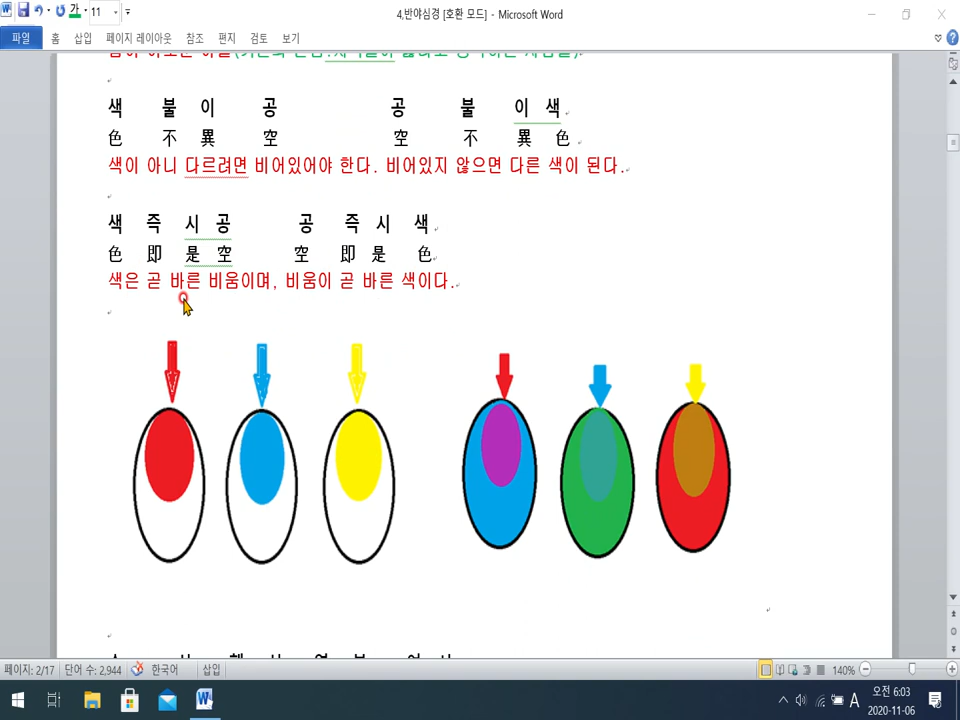 가 11 4.반야심경 [호환 모드] - Microsoft Word
파일 홈 삽입 페이지 레이아웃 참조 편지 검토 보기
색 불 이 공 공 불 이 색
色 不 異 空 空 不 異 色
색이 아니 다르려면 비어있어야 한다. 비어있지 않으면 다른 색이 된다.
색 즉 시 공 공 즉 시 색
色 即 是 空 空 即 是 色
색은 곧 바른 비움이며, 비움이 곧 바른 색이다.
페이지: 2/17 단어 수: 2,944 한국어 삽입 140%
A 오전 6:03
2020-11-06